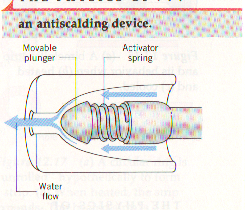 an antiscalding device.
Movable
plunger
Activator
spring
Water
flow